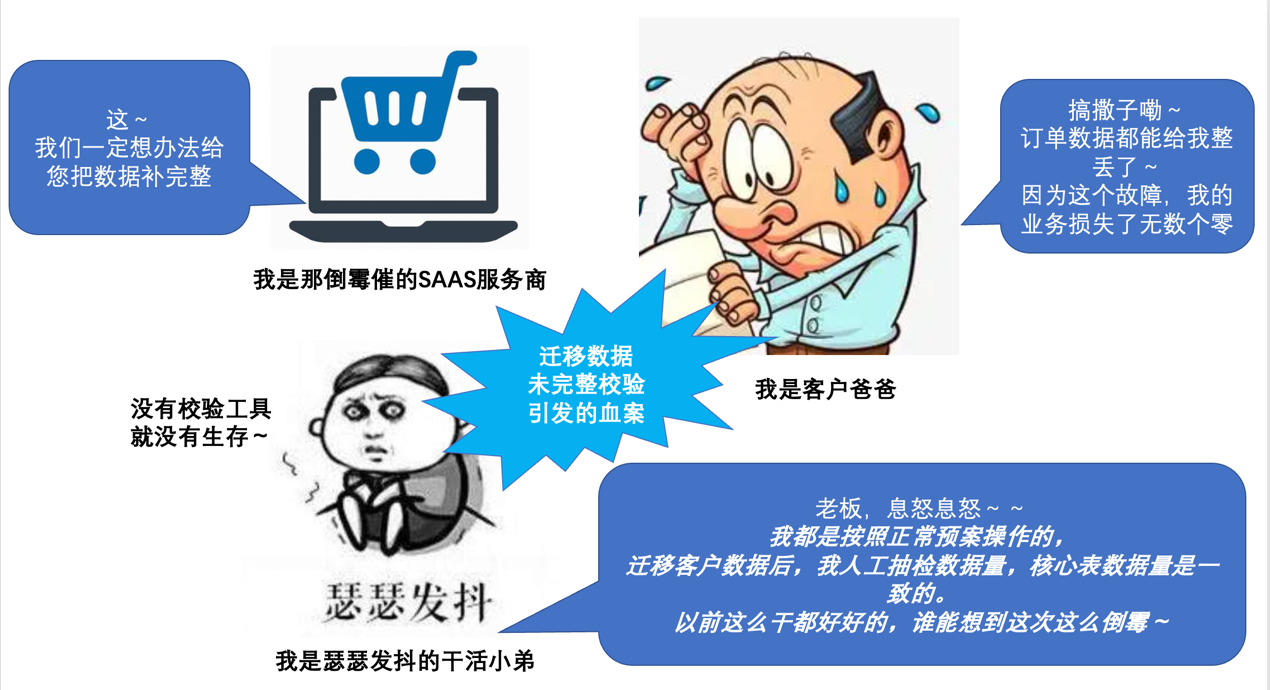 这～
我们一定想办法给
您把数据补完整
搞撒子嘞～
订单数据都能给我整
丢了～
因为这个故障，我的
业务损失了无数个零
我是那倒霉催的SAAS服务商
迁移数据
未完整校验
引发的血案
我是客户爸爸
没有校验工具
就没有生存～
老板，息怒息怒～～
我都是按照正常预案操作的，
迁移客户数据后，我人工抽检数据量，核心表数据量是一
致的。
以前这么干都好好的，谁能想到这次这么倒霉～
瑟瑟发抖
我是瑟瑟发抖的干活小弟